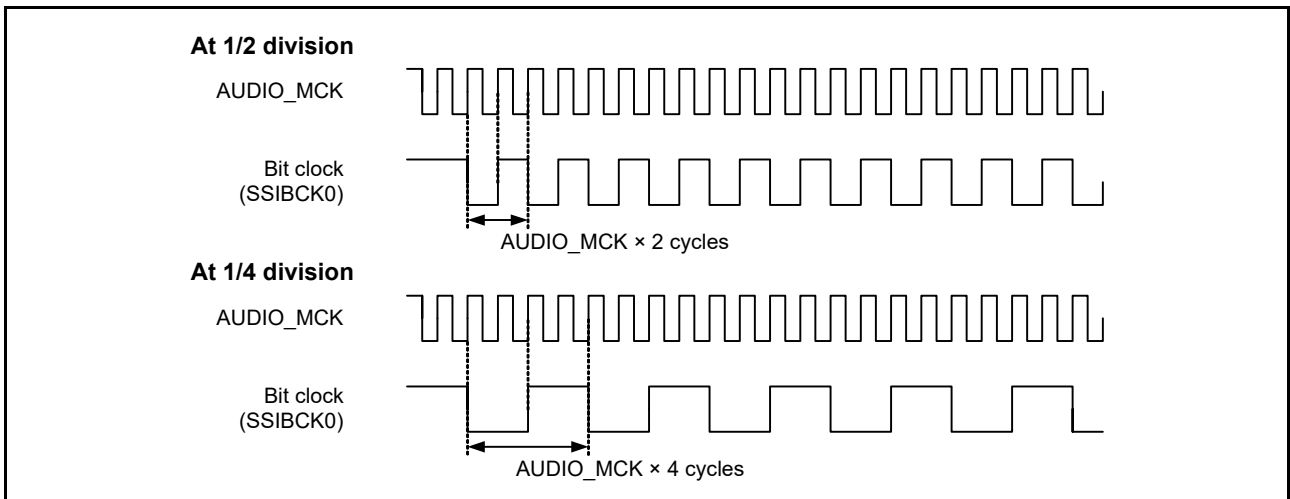 At 1/2 division
AUDIO_MCK
Bit clock
(SSIBCK0)
AUDIO_MCK × 2 cycles
At 1/4 division
AUDIO_MCK
Bit clock
(SSIBCK0)
AUDIO_MCK × 4 cycles